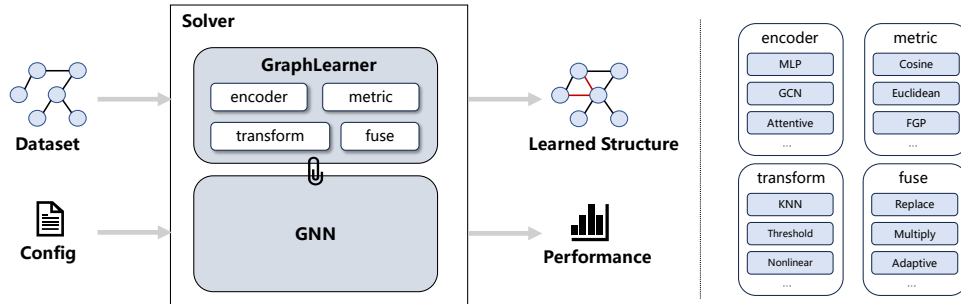 Solver
GraphLearner
encoder metric
transform fuse
GNN
Dataset
Config
Learned Structure
Performance
encoder
MLP
GCN
Attentive
...
metric
Cosine
Euclidean
FGP
...
transform
KNN
Threshold
Nonlinear
...
fuse
Replace
Multiply
Adaptive
...